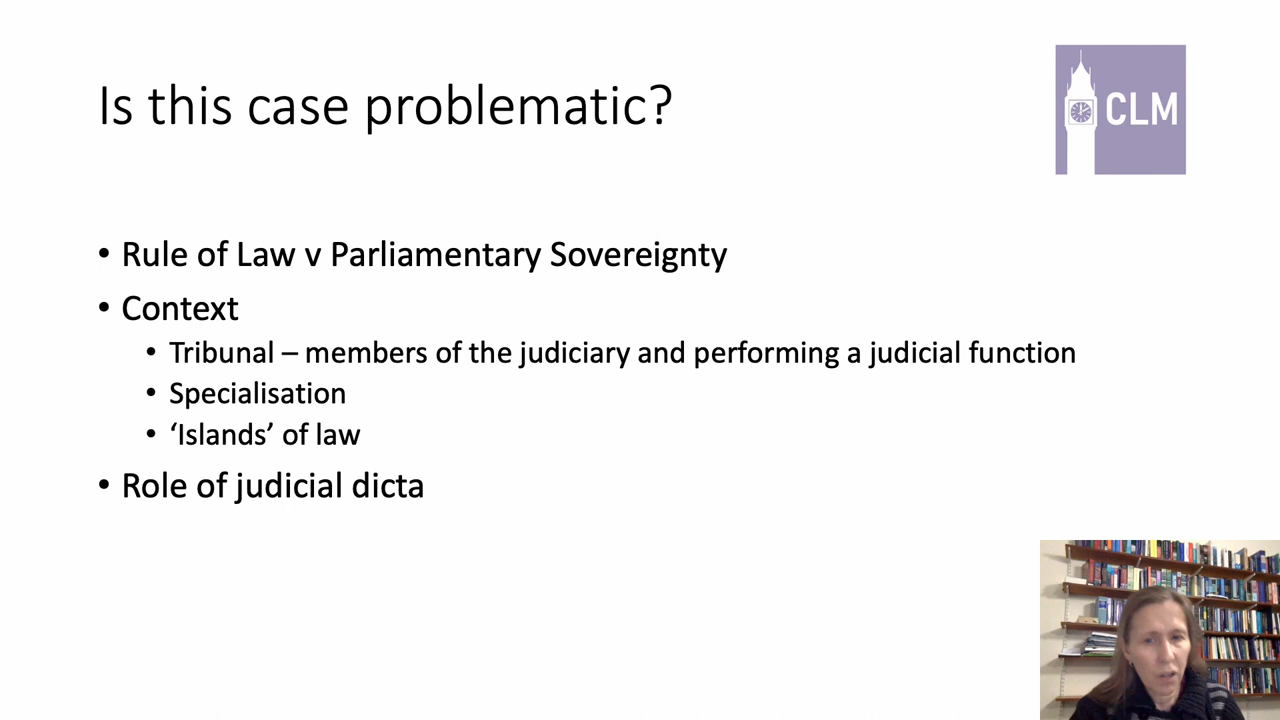 Is this case problematic?
CLM
• Rule of Law v Parliamentary Sovereignty
• Context
• Tribunal – members of the judiciary and performing a judicial function
• Specialisation
• ‘Islands’ of law
• Role of judicial dicta